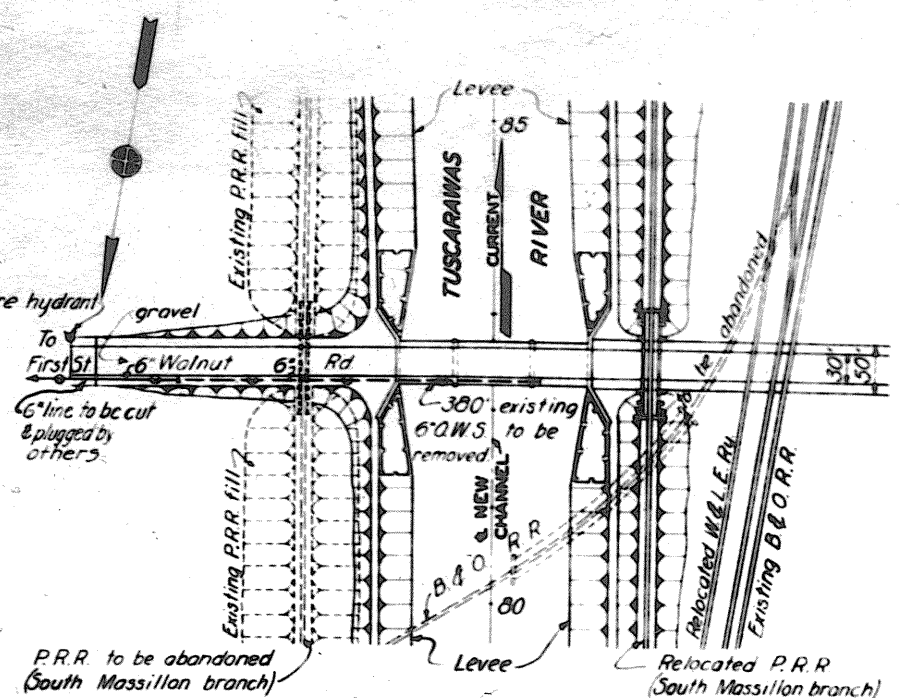 Levee
85
Existing P.R.R. fill
TUSCARAWAS
CURRENT
RIVER
re hydrant
gravel
To
First St
6" Walnut
6"
Rd.
30'
50'
6" line to be cut
& plugged by
others
380' existing
6" O.W.S. to be
removed
to be abandoned
℄ NEW
CHANNEL
B & O R R
Existing P.R.R. fill
80
Relocated W. & L.E. Ry.
Existing B. & O. R.R.
P.R.R. to be abandoned
(South Massillon branch)
Levee
Relocated P.R.R
(South Massillon branch)